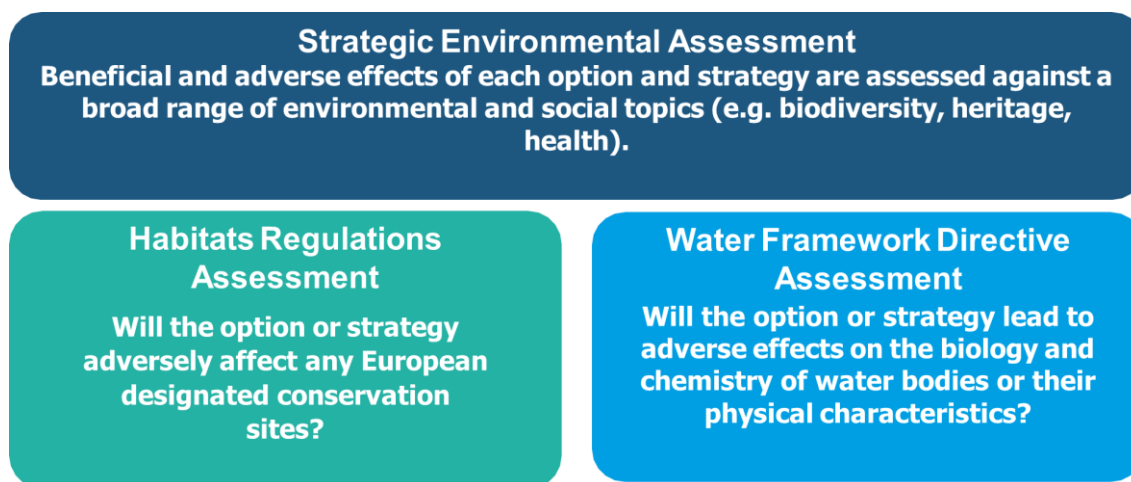 Strategic Environmental Assessment
Beneficial and adverse effects of each option and strategy are assessed against a
broad range of environmental and social topics (e.g. biodiversity, heritage,
health).
Habitats Regulations
Assessment
Will the option or strategy
adversely affect any European
designated conservation
sites?
Water Framework Directive
Assessment
Will the option or strategy lead to
adverse effects on the biology and
chemistry of water bodies or their
physical characteristics?